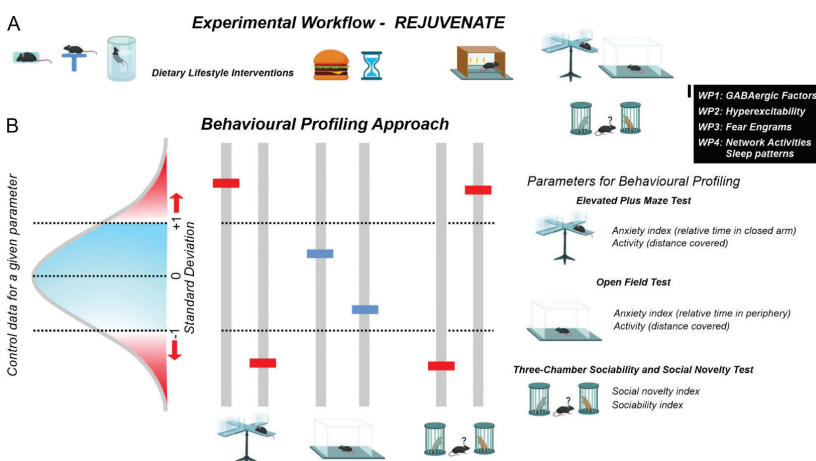 A
Experimental Workflow - REJUVENATE
Dietary Lifestyle Interventions
WP1: GABAergic Factors
WP2: Hyperexcitability
WP3: Fear Engrams
WP4: Network Activities
Sleep patterns
B
Behavioural Profiling Approach
Control data for a given parameter
+1
0
-1
Standard Deviation
?
?
Parameters for Behavioural Profiling
Elevated Plus Maze Test
Anxiety index (relative time in closed arm)
Activity (distance covered)
Open Field Test
Anxiety index (relative time in periphery)
Activity (distance covered)
Three-Chamber Sociability and Social Novelty Test
?
Social novelty index
Sociability index